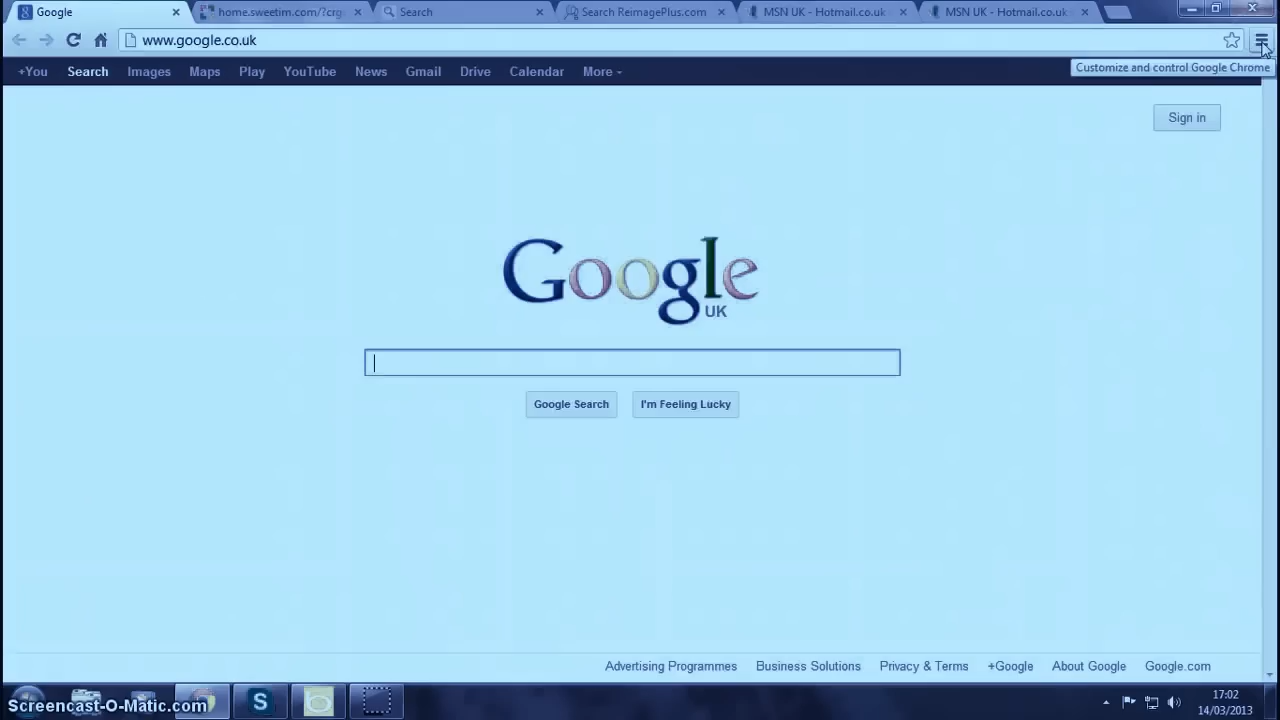 Google
home.sweetim.com/?crg
Search
Search ReimagePlus.com
MSN UK - Hotmail.co.uk
MSN UK - Hotmail.co.uk
www.google.co.uk
Customize and control Google Chrome
+You Search Images Maps Play YouTube News Gmail Drive Calendar More
Sign in
Google
UK
Google Search
I'm Feeling Lucky
Advertising Programmes Business Solutions Privacy & Terms +Google About Google Google.com
Screencast-O-Matic.com
S
17:02
14/03/2013